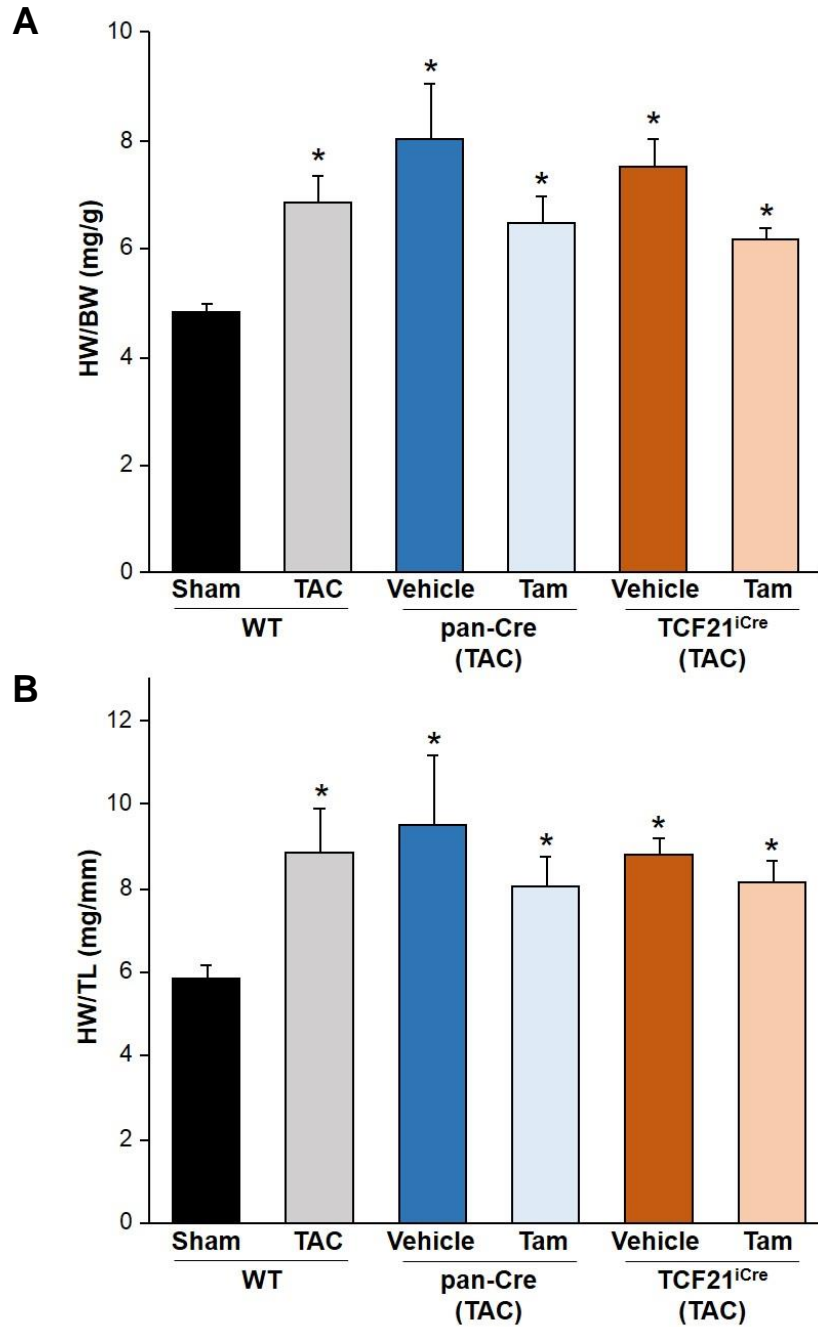 A
HW/BW (mg/g)
10
8
6
4
2
0
* * * * *
Sham TAC Vehicle Tam Vehicle Tam
WT pan-Cre (TAC) TCF21iCre (TAC)
B
HW/TL (mg/mm)
12
10
8
6
4
2
0
* * * * *
Sham TAC Vehicle Tam Vehicle Tam
WT pan-Cre (TAC) TCF21iCre (TAC)